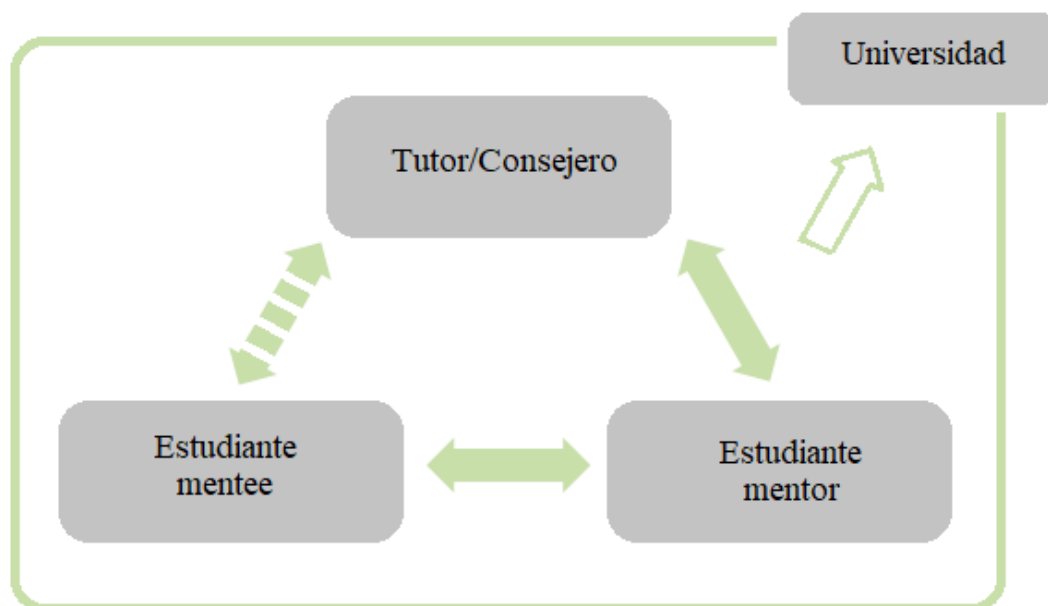 Universidad
Tutor/Consejero
Estudiante
mentee
Estudiante
mentor